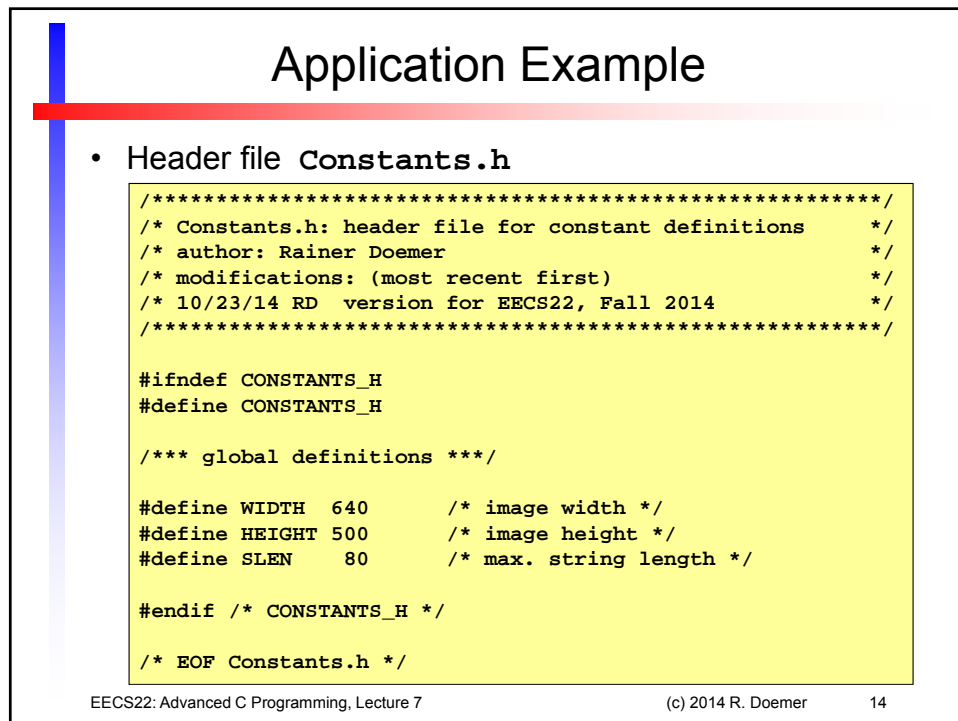 Application Example
• Header file Constants.h
/*********************************************************/
/* Constants.h: header file for constant definitions     */
/* author: Rainer Doemer                                 */
/* modifications: (most recent first)                    */
/* 10/23/14 RD  version for EECS22, Fall 2014            */
/*********************************************************/
#ifndef CONSTANTS_H
#define CONSTANTS_H
/*** global definitions ***/
#define WIDTH  640      /* image width */
#define HEIGHT 500      /* image height */
#define SLEN    80      /* max. string length */
#endif /* CONSTANTS_H */
/* EOF Constants.h */
EECS22: Advanced C Programming, Lecture 7 (c) 2014 R. Doemer 14